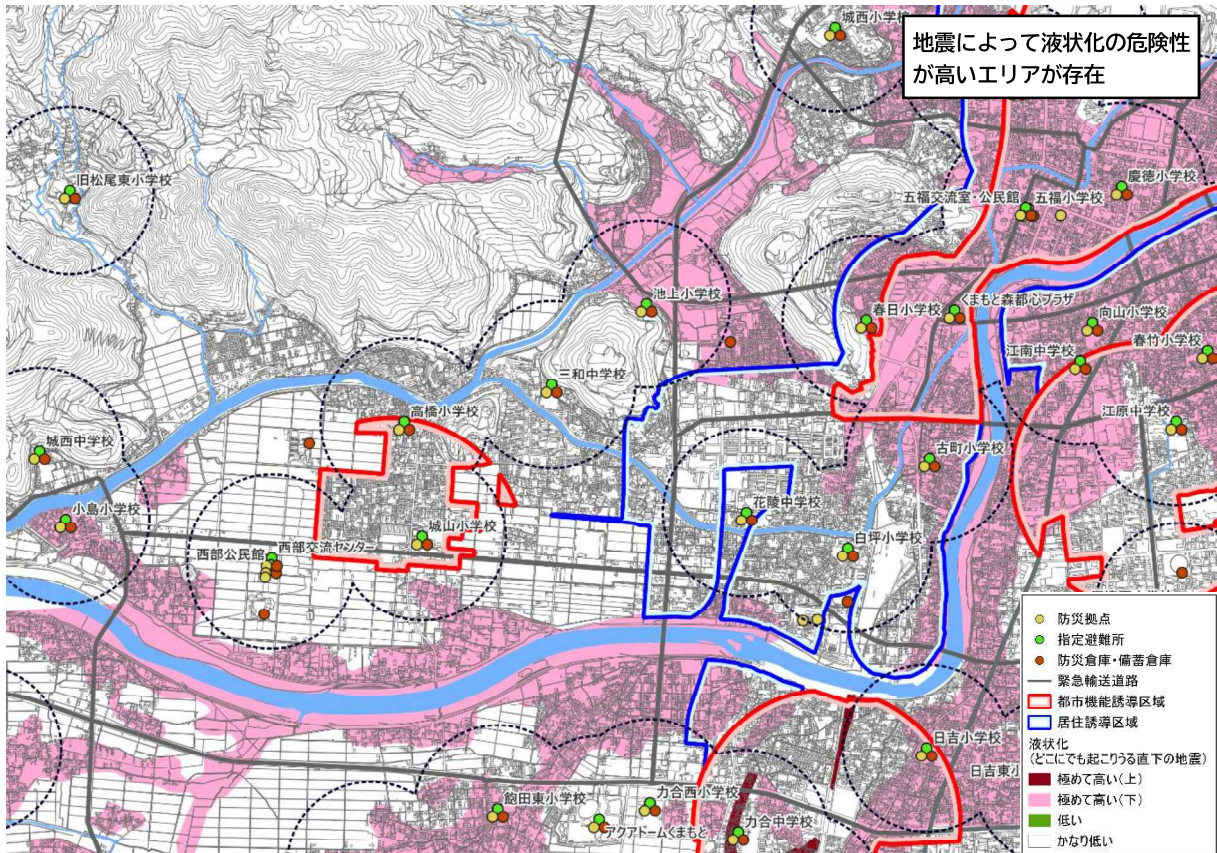 地震によって液状化の危険性
が高いエリアが存在
城西小学校
旧松尾東小学校
慶徳小学校
五福交流室・公民館
五福小学校
池上小学校
春日小学校
くまもと森都心プラザ
向山小学校
江南中学校
春竹小学校
三和中学校
高橋小学校
江原中学校
城西中学校
古町小学校
小島小学校
花陵中学校
城山小学校
白坪小学校
西部公民館
西部交流センター
日吉小学校
日吉東小
飽田東小学校
力合西小学校
アクアドームくまもと
力合中学校
防災拠点
指定避難所
防災倉庫・備蓄倉庫
緊急輸送道路
都市機能誘導区域
居住誘導区域
液状化
(どこにでも起こりうる直下の地震)
極めて高い(上)
極めて高い(下)
低い
かなり低い